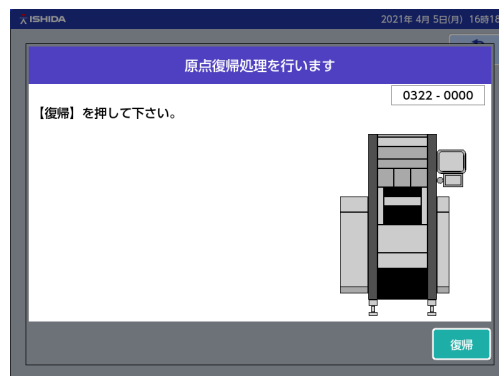 ISHIDA 2021年 4月 5日(月) 16時18
原点復帰処理を行います
0322 - 0000
【復帰】を押して下さい。
復帰